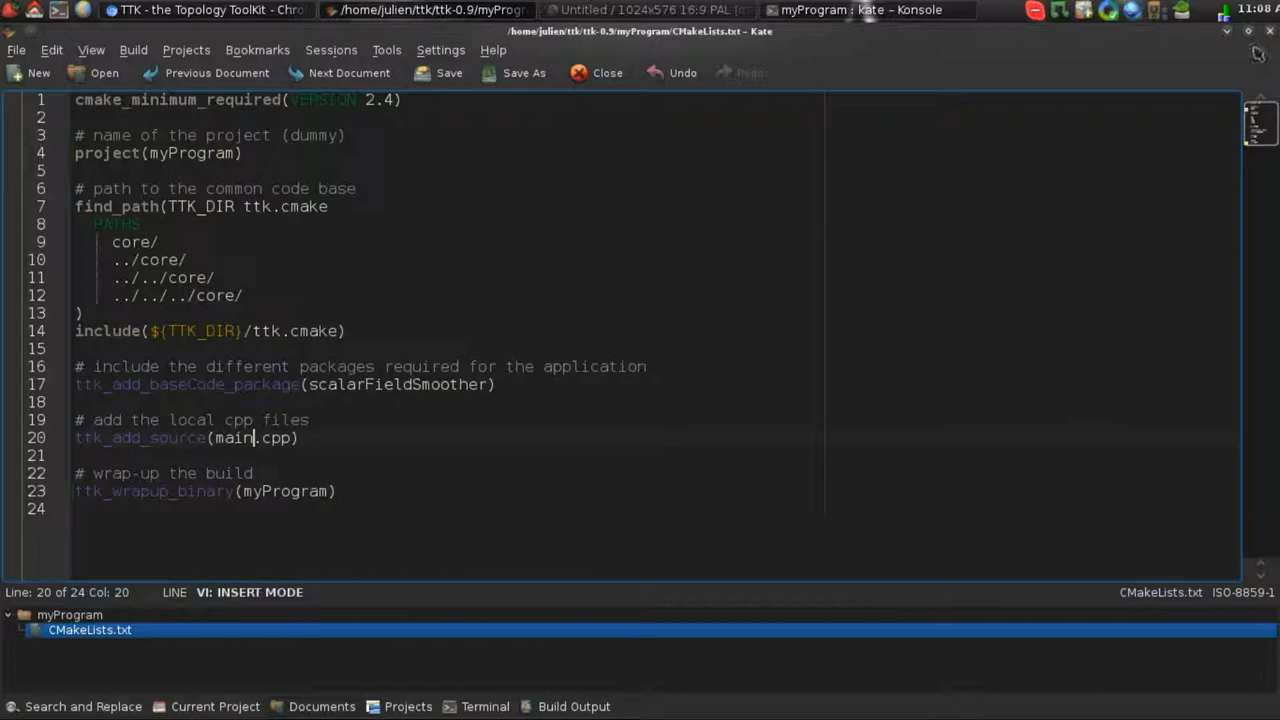 TTK - the Topology Toolkit - Chro
/home/julien/ttk/ttk-0.9/myProgr
Untitled / 1024x576 16:9 PAL
myProgram : kate – Konsole
11:08
/home/julien/ttk/ttk-0.9/myProgram/CMakeLists.txt – Kate
File Edit View Build Projects Bookmarks Sessions Tools Settings Help
New Open Previous Document Next Document Save Save As Close Undo Redo
1 cmake_minimum_required(VERSION 2.4)
2
3 # name of the project (dummy)
4 project(myProgram)
5
6 # path to the common code base
7 find_path(TTK_DIR ttk.cmake
8 PATHS
9 core/
10 ../core/
11 ../../core/
12 ../../../core/
13 )
14 include(${TTK_DIR}/ttk.cmake)
15
16 # include the different packages required for the application
17 ttk_add_baseCode_package(scalarFieldSmoother)
18
19 # add the local cpp files
20 ttk_add_source(main.cpp)
21
22 # wrap-up the build
23 ttk_wrapup_binary(myProgram)
24
Line: 20 of 24 Col: 20 LINE VI: INSERT MODE CMakeLists.txt ISO-8859-1
myProgram
CMakeLists.txt
Search and Replace Current Project Documents Projects Terminal Build Output